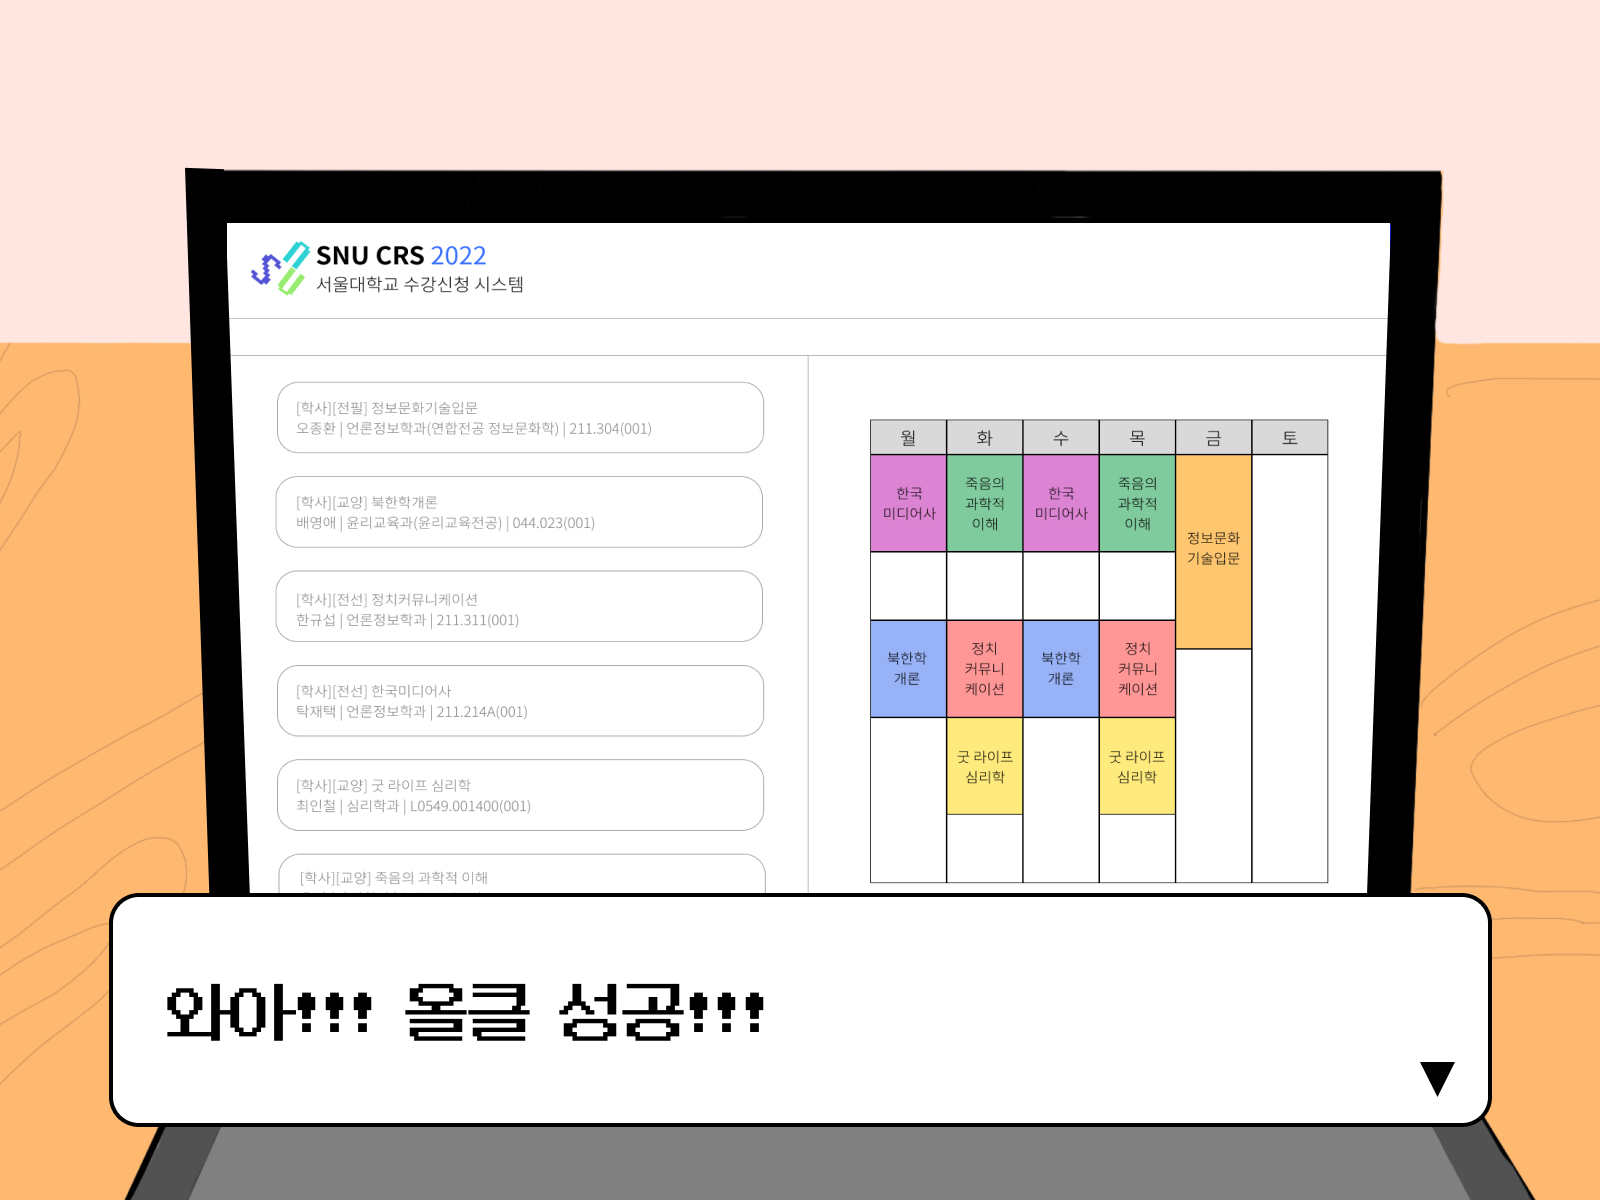 SNU CRS 2022
서울대학교 수강신청 시스템
[학사][전필] 정보문화기술입문
오종환 | 언론정보학과(연합전공 정보문화학) | 211.304(001)
[학사][교양] 북한학개론
배영애 | 윤리교육과(윤리교육전공) | 044.023(001)
[학사][전선] 정치커뮤니케이션
한규섭 | 언론정보학과 | 211.311(001)
[학사][전선] 한국미디어사
탁재택 | 언론정보학과 | 211.214A(001)
[학사][교양] 굿 라이프 심리학
최인철 | 심리학과 | L0549.001400(001)
[학사][교양] 죽음의 과학적 이해
월 화 수 목 금 토
한국
미디어사
죽음의
과학적
이해
한국
미디어사
죽음의
과학적
이해
정보문화
기술입문
북한학
개론
정치
커뮤니
케이션
북한학
개론
정치
커뮤니
케이션
굿 라이프
심리학
굿 라이프
심리학
와아!!! 올클 성공!!!